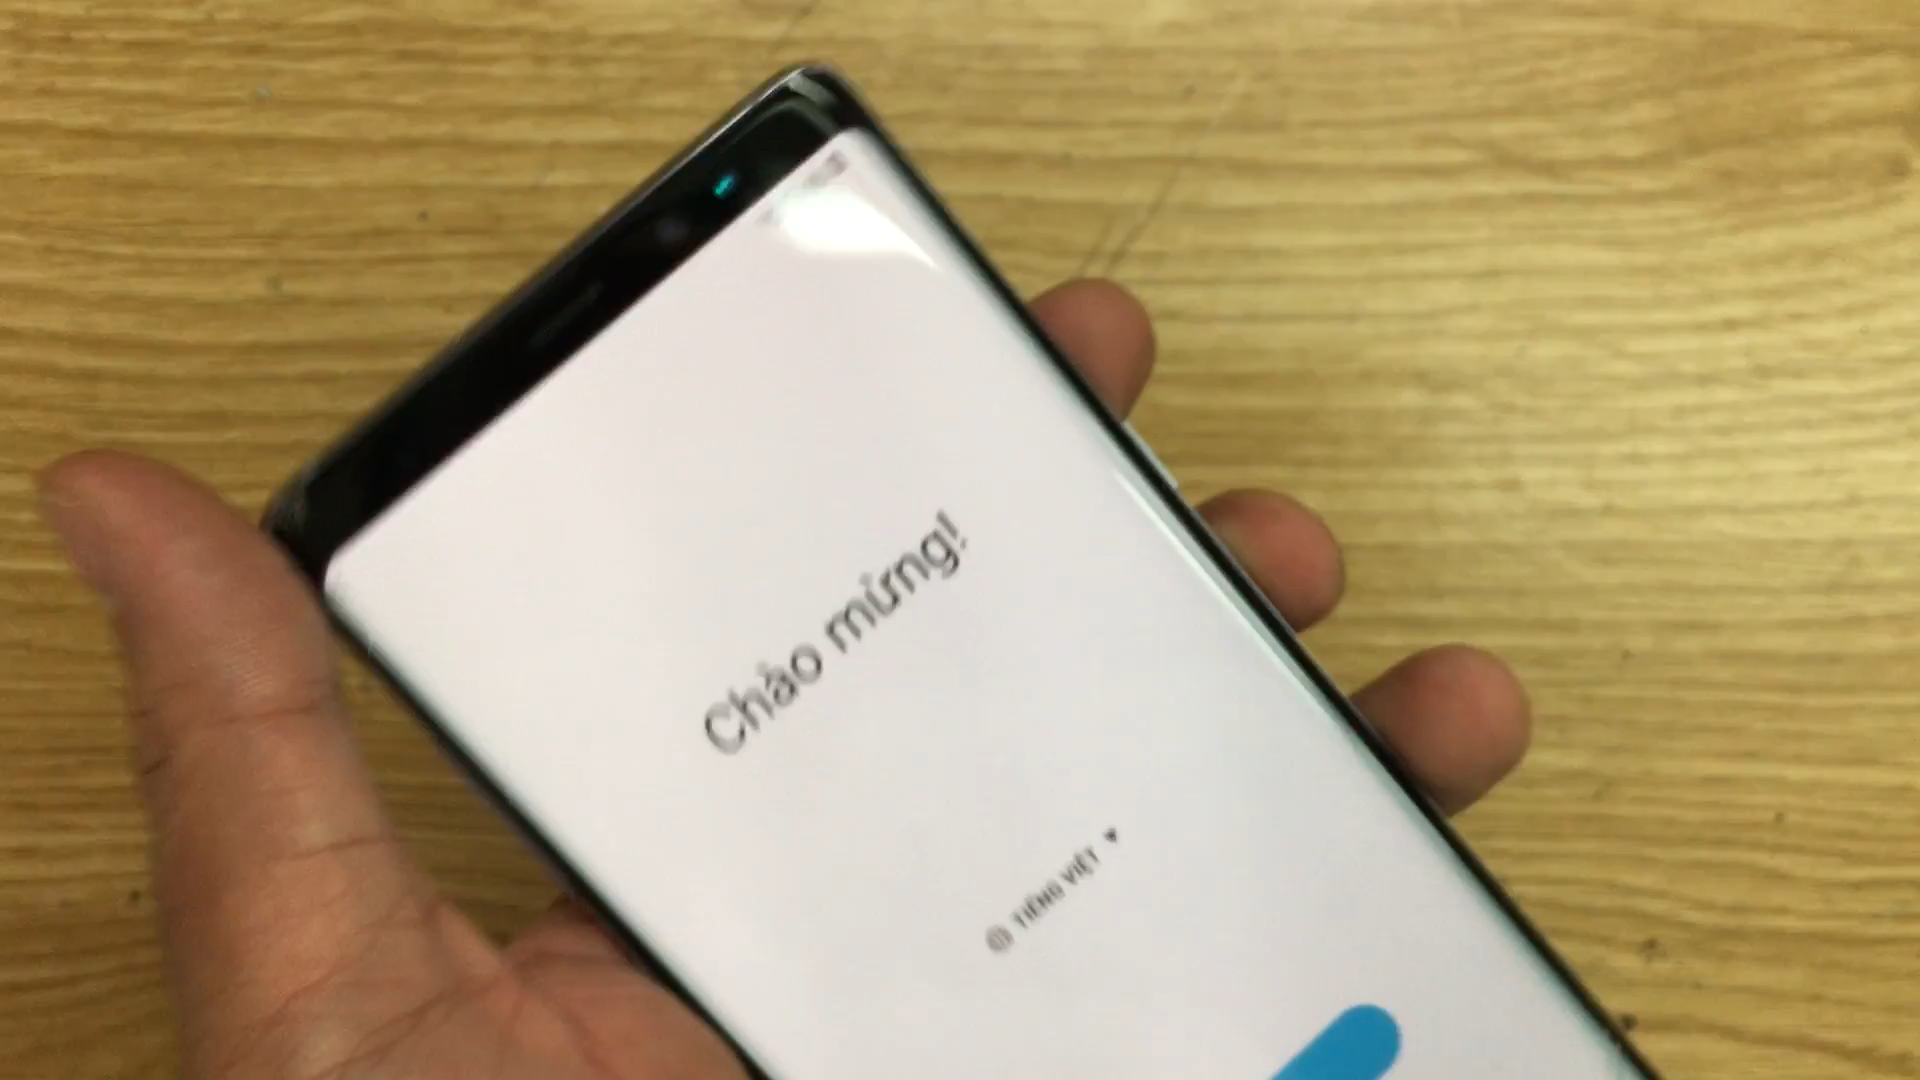 Chào mừng!
TIẾNG VIỆT